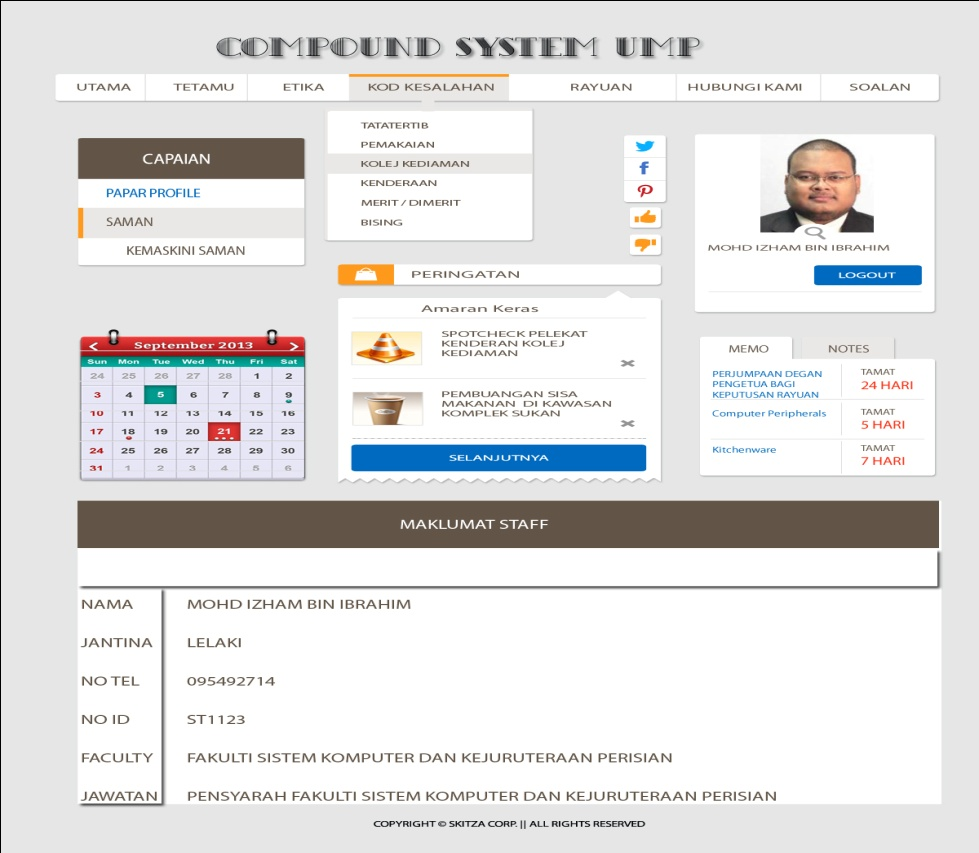 COMPOUND SYSTEM UMP
UTAMA TETAMU ETIKA KOD KESALAHAN RAYUAN HUBUNGI KAMI SOALAN
TATATERTIB
PEMAKAIAN
KOLEJ KEDIAMAN
KENDERAAN
MERIT / DIMERIT
BISING
CAPAIAN
PAPAR PROFILE
SAMAN
KEMASKINI SAMAN
f
MOHD IZHAM BIN IBRAHIM
LOGOUT
PERINGATAN
Amaran Keras
SPOTCHECK PELEKAT
KENDERAN KOLEJ
KEDIAMAN
PEMBUANGAN SISA
MAKANAN DI KAWASAN
KOMPLEK SUKAN
SELANJUTNYA
September 2013
Sun Mon Tue Wed Thu Fri Sat
24 25 26 27 28 1 2
3 4 5 6 7 8 9
10 11 12 13 14 15 16
17 18 19 20 21 22 23
24 25 26 27 28 29 30
31 1 2 3 4 5 6
MEMO NOTES
PERJUMPAAN DEGAN
PENGETUA BAGI
KEPUTUSAN RAYUAN
TAMAT
24 HARI
Computer Peripherals
TAMAT
5 HARI
Kitchenware
TAMAT
7 HARI
MAKLUMAT STAFF
NAMA MOHD IZHAM BIN IBRAHIM
JANTINA LELAKI
NO TEL 095492714
NO ID ST1123
FACULTY FAKULTI SISTEM KOMPUTER DAN KEJURUTERAAN PERISIAN
JAWATAN PENSYARAH FAKULTI SISTEM KOMPUTER DAN KEJURUTERAAN PERISIAN
COPYRIGHT © SKITZA CORP. || ALL RIGHTS RESERVED